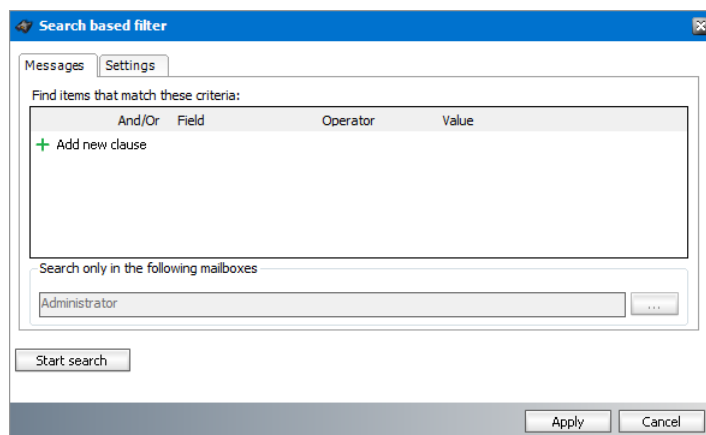 Search based filter
Messages Settings
Find items that match these criteria:
And/Or Field Operator Value
+ Add new clause
Search only in the following mailboxes
Administrator ...
Start search
Apply Cancel